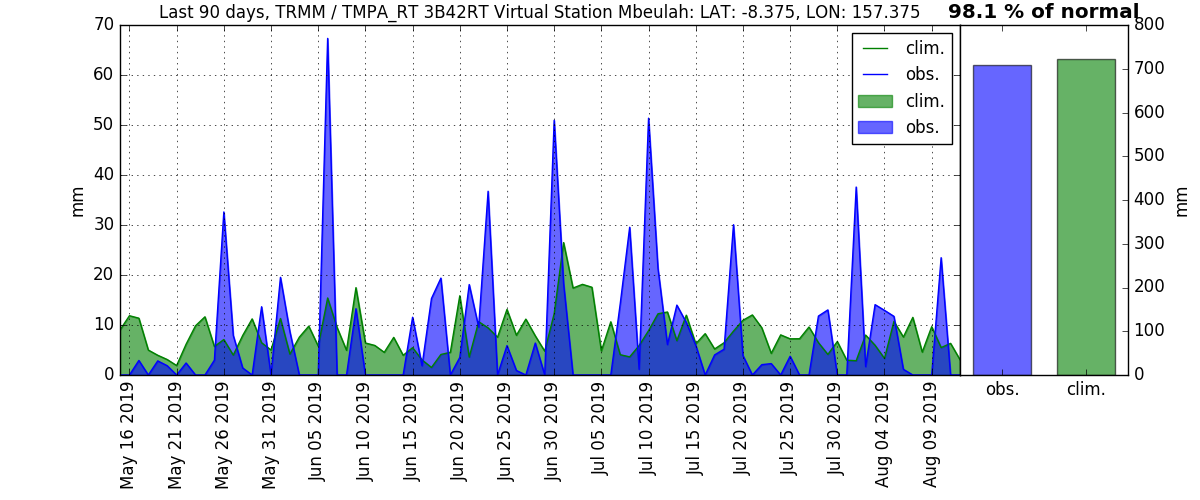 Last 90 days, TRMM / TMPA_RT 3B42RT Virtual Station Mbeulah: LAT: -8.375, LON: 157.375
98.1 % of normal
70
60
50
40
30
20
10
0
mm
clim.
obs.
clim.
obs.
May 16 2019
May 21 2019
May 26 2019
May 31 2019
Jun 05 2019
Jun 10 2019
Jun 15 2019
Jun 20 2019
Jun 25 2019
Jun 30 2019
Jul 05 2019
Jul 10 2019
Jul 15 2019
Jul 20 2019
Jul 25 2019
Jul 30 2019
Aug 04 2019
Aug 09 2019
800
700
600
500
400
300
200
100
0
mm
obs.
clim.